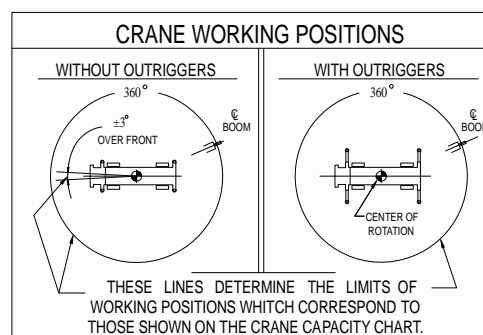 CRANE WORKING POSITIONS
WITHOUT OUTRIGGERS
360°
±3°
OVER FRONT
℄
BOOM
WITH OUTRIGGERS
360°
℄
BOOM
CENTER OF
ROTATION
THESE LINES DETERMINE THE LIMITS OF
WORKING POSITIONS WHITCH CORRESPOND TO
THOSE SHOWN ON THE CRANE CAPACITY CHART.